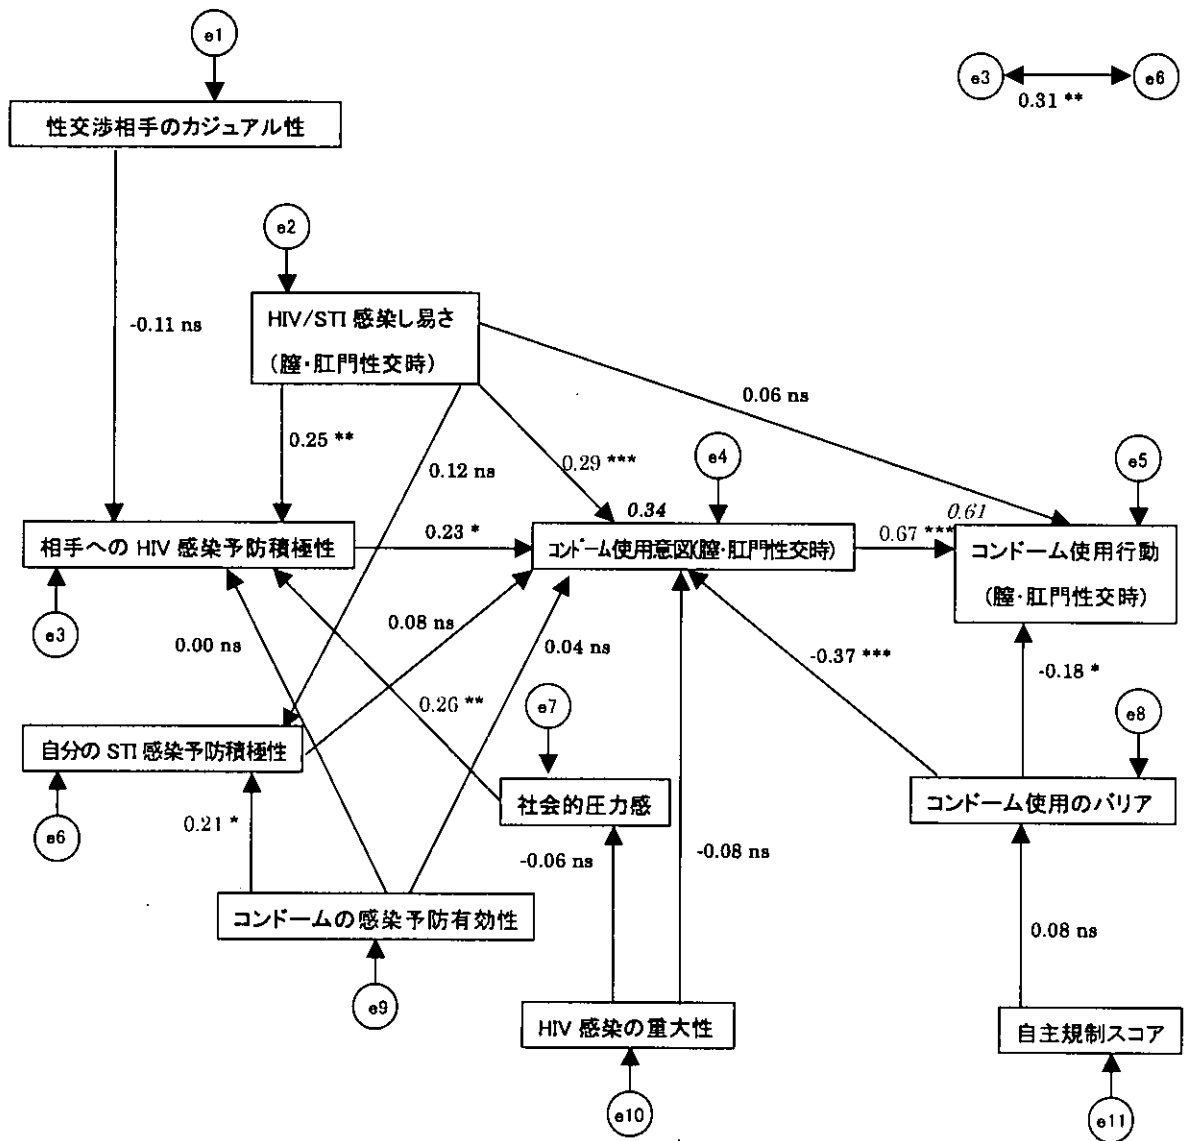 e1
e3
e6
0.31 **
性交渉相手のカジュアル性
e2
-0.11 ns
HIV/STI 感染し易さ
(膣・肛門性交時)
0.06 ns
0.25 **
0.12 ns
0.29 ***
e4
e5
0.34
0.61
相手への HIV 感染予防積極性
0.23 *
コンドーム使用意図(膣・肛門性交時)
0.67 ***
コンドーム使用行動
(膣・肛門性交時)
e3
0.00 ns
0.08 ns
0.04 ns
-0.37 ***
-0.18 *
0.26 **
e7
e8
自分の STI 感染予防積極性
社会的圧力感
コンドーム使用のバリア
e6
0.21 *
-0.06 ns
-0.08 ns
コンドームの感染予防有効性
0.08 ns
e9
HIV 感染の重大性
自主規制スコア
e10
e11